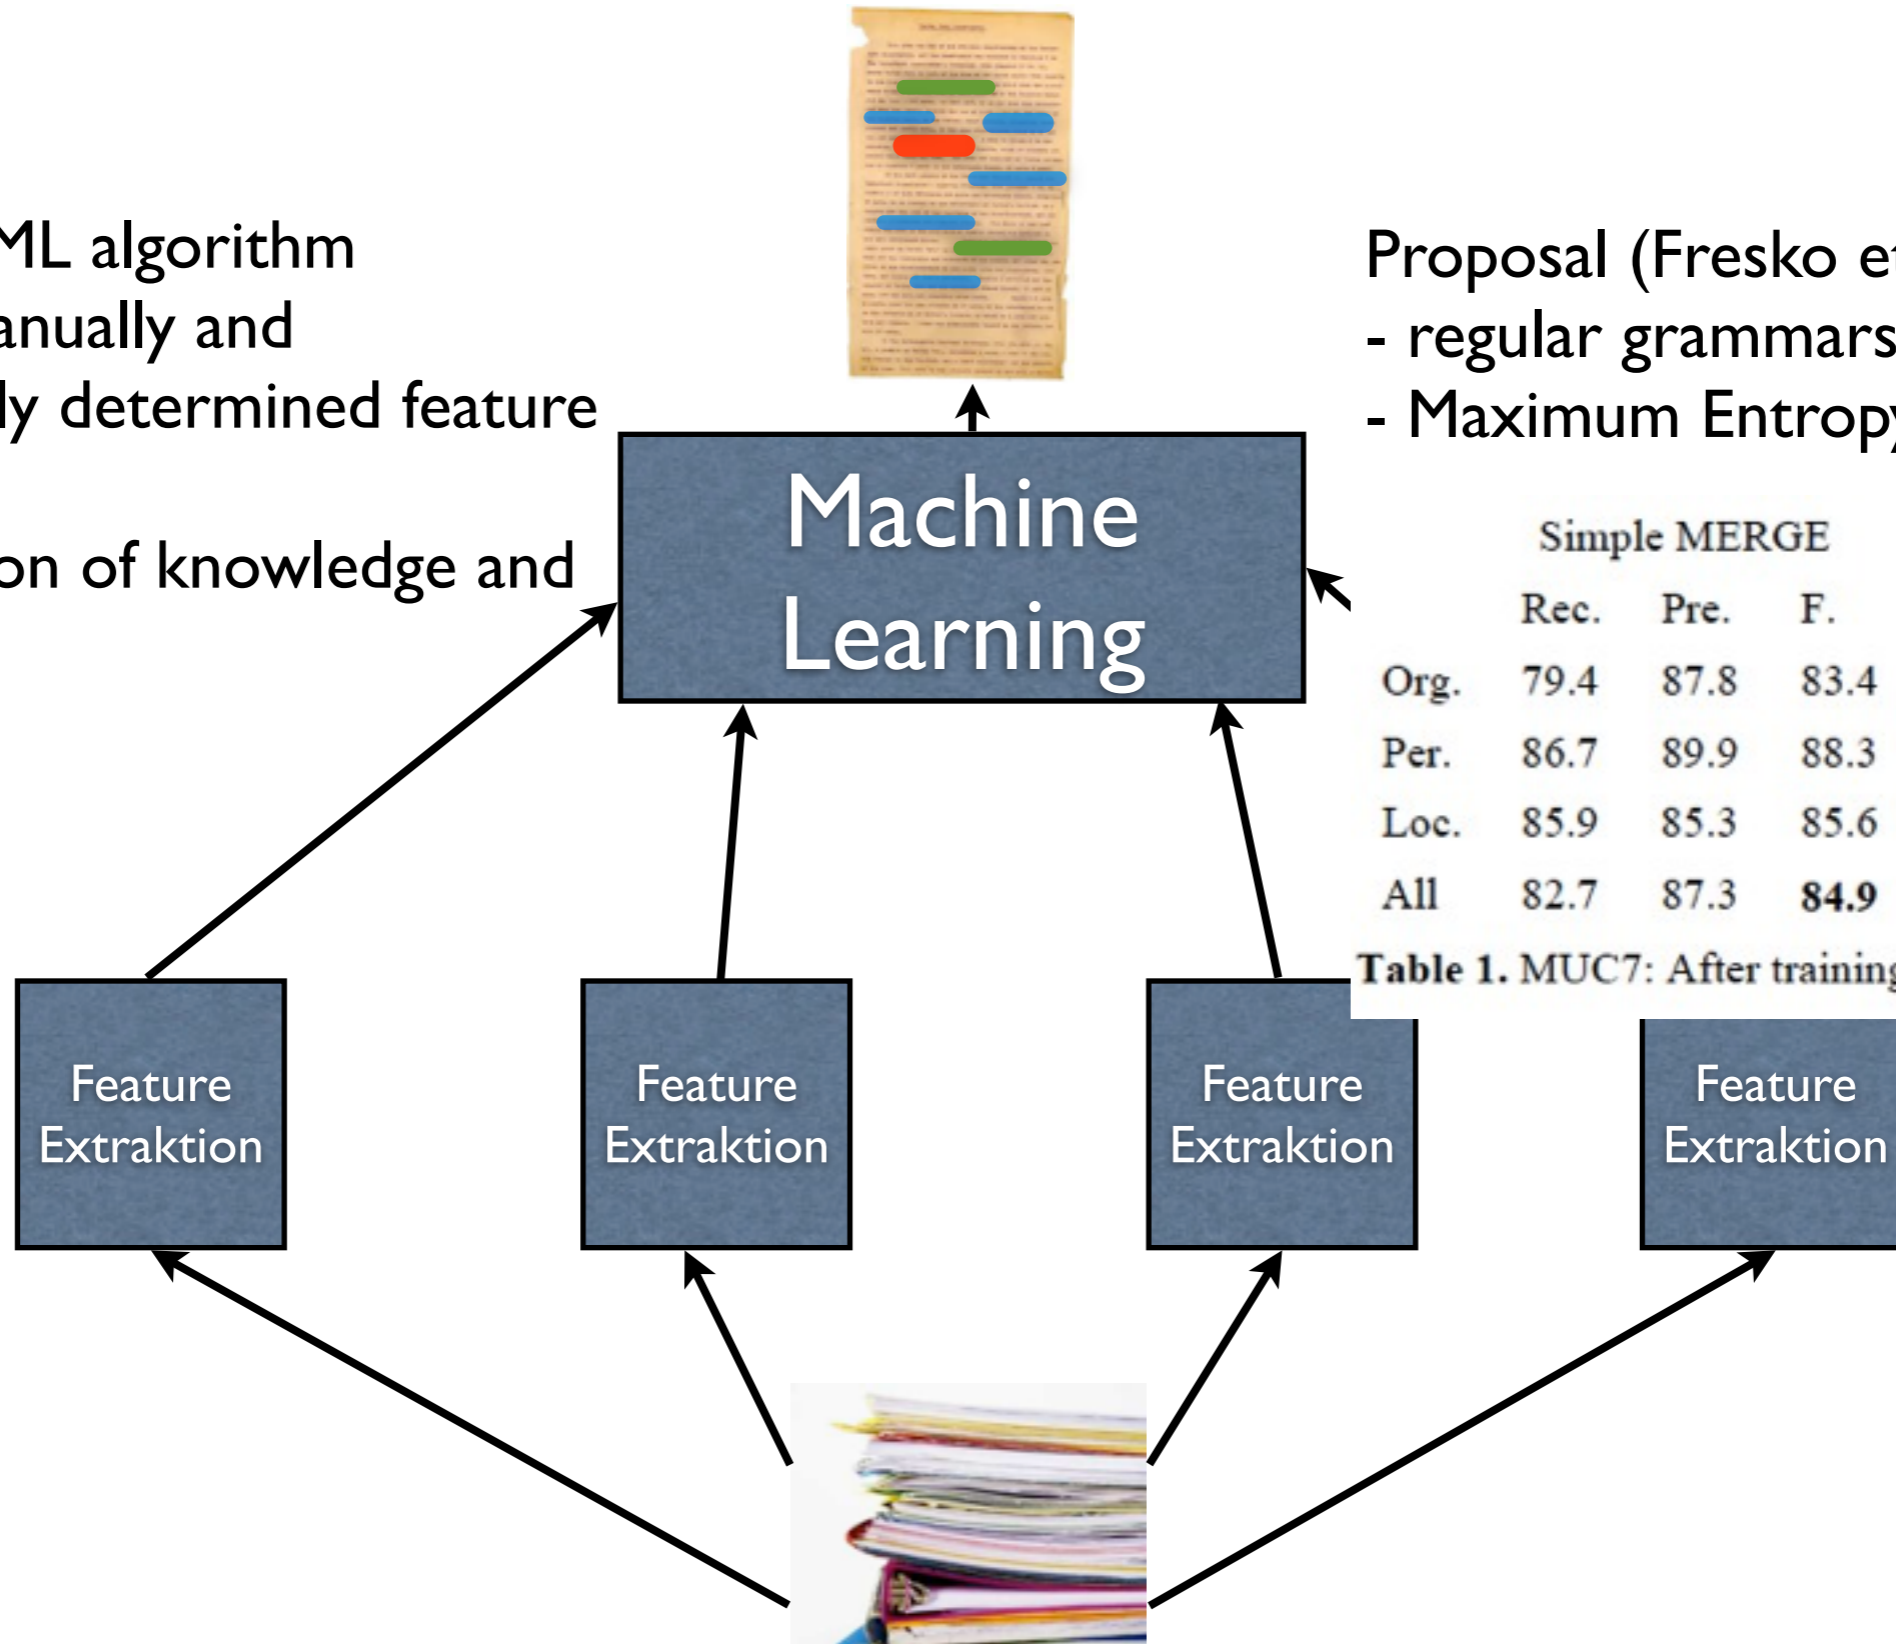 ML algorithm
anually and
ly determined feature
on of knowledge and
Proposal (Fresko et
- regular grammars
- Maximum Entropy
Machine
Learning
Simple MERGE
Rec. Pre. F.
Org. 79.4 87.8 83.4
Per. 86.7 89.9 88.3
Loc. 85.9 85.3 85.6
All 82.7 87.3 84.9
Table 1. MUC7: After training
Feature
Extraktion
Feature
Extraktion
Feature
Extraktion
Feature
Extraktion